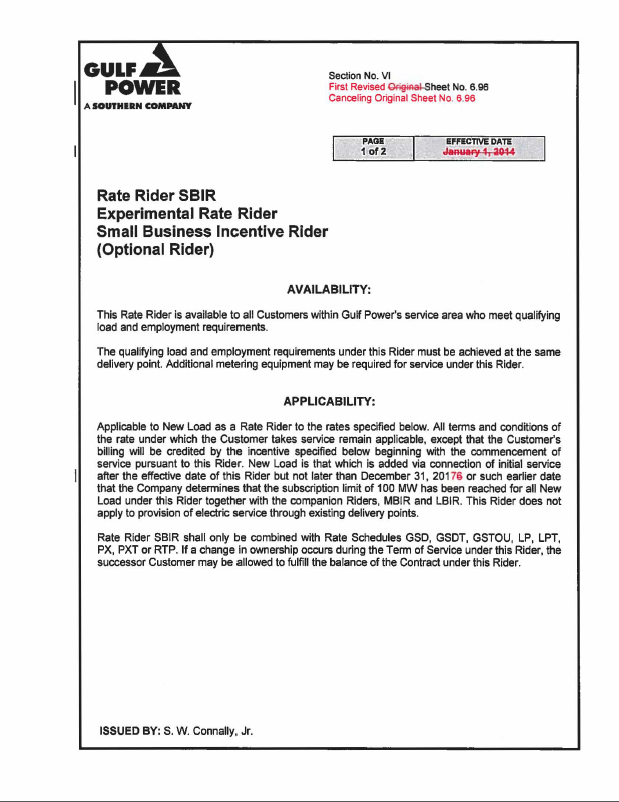 GULF
POWER
A SOUTHERN COMPANY
Section No. VI
First Revised Original Sheet No. 6.96
Canceling Original Sheet No. 6.96
PAGE
EFFECTIVE DATE
1 of 2
January 1, 2014
Rate Rider SBIR
Experimental Rate Rider
Small Business Incentive Rider
(Optional Rider)
AVAILABILITY:
This Rate Rider is available to all Customers within Gulf Power's service area who meet qualifying
load and employment requirements.
The qualifying load and employment requirements under this Rider must be achieved at the same
delivery point. Additional metering equipment may be required for service under this Rider.
APPLICABILITY:
Applicable to New Load as a Rate Rider to the rates specified below. All terms and conditions of
the rate under which the Customer takes service remain applicable, except that the Customer's
billing will be credited by the incentive specified below beginning with the commencement of
service pursuant to this Rider. New Load is that which is added via connection of initial service
after the effective date of this Rider but not later than December 31, 20176 or such earlier date
that the Company determines that the subscription limit of 100 MW has been reached for all New
Load under this Rider together with the companion Riders, MBIR and LBIR. This Rider does not
apply to provision of electric service through existing delivery points.
Rate Rider SBIR shall only be combined with Rate Schedules GSD, GSDT, GSTOU, LP, LPT,
PX, PXT or RTP. If a change in ownership occurs during the Term of Service under this Rider, the
successor Customer may be allowed to fulfill the balance of the Contract under this Rider.
ISSUED BY: S. W. Connally, Jr.